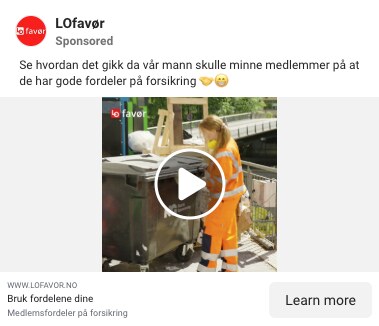 LOfavør
Sponsored
LO favør
Se hvordan det gikk da vår mann skulle minne medlemmer på at
de har gode fordeler på forsikring 🤝😁
LO favør
WWW.LOFAVOR.NO
Bruk fordelene dine
Medlemsfordeler på forsikring
Learn more